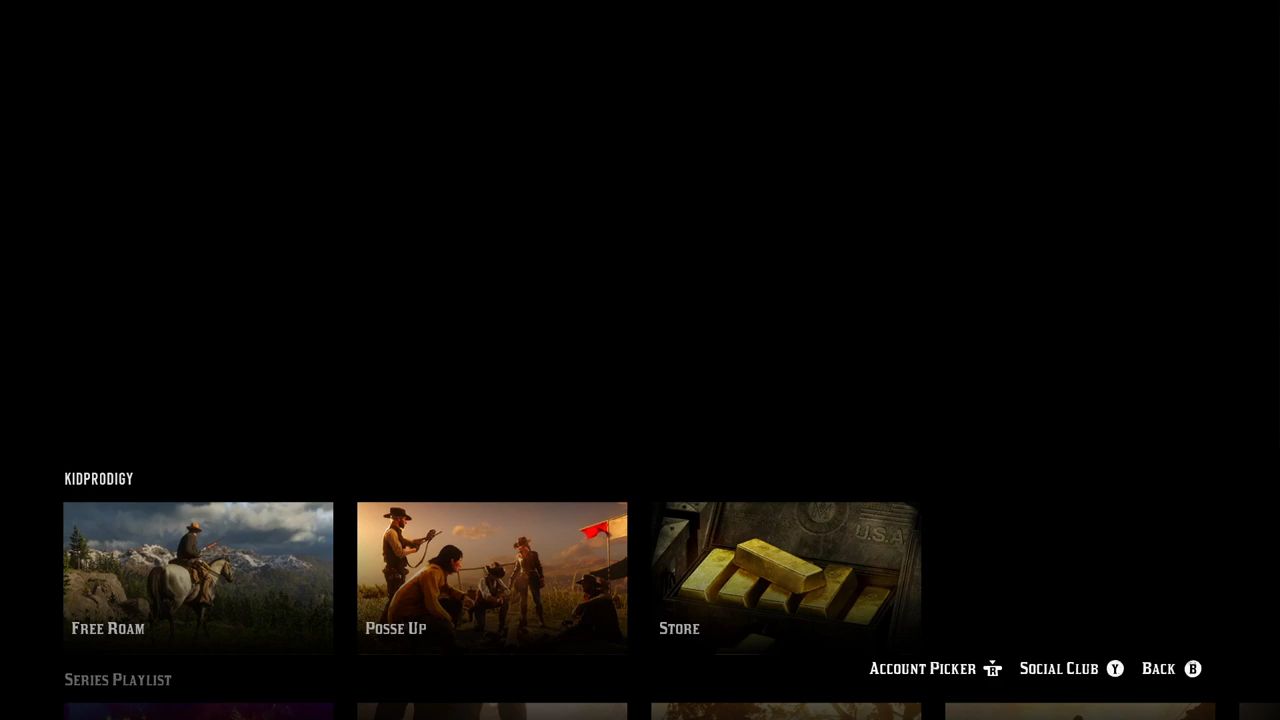 KIDPRODIGY
Free Roam
Posse Up
U.S.A
Store
Account Picker R
Social Club Y
Back B
Series Playlist